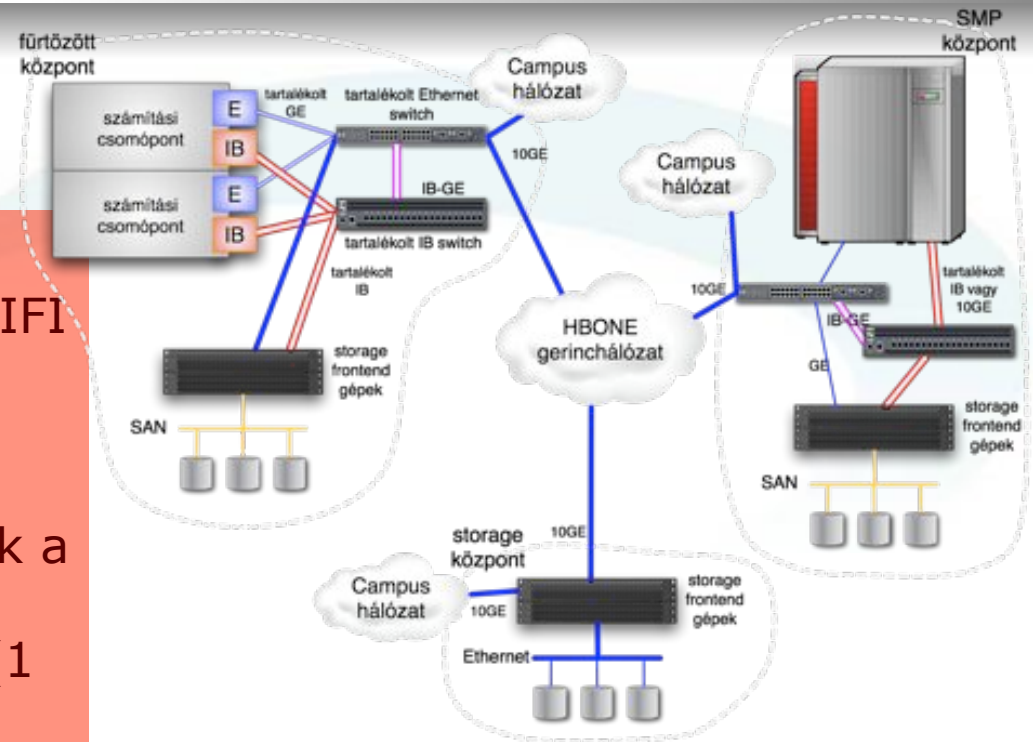 fürtözött
központ
számítási
csomópont
E
IB
számítási
csomópont
E
IB
tartalékolt
GE
tartalékolt Ethernet
switch
IB-GE
tartalékolt IB switch
tartalékolt
IB
storage
frontend
gépek
SAN
Campus
hálózat
10GE
HBONE
gerinchálózat
SMP
központ
Campus
hálózat
10GE
IB-GE
GE
tartalékolt
IB vagy
10GE
storage
frontend
gépek
SAN
10GE
storage
központ
Campus
hálózat
10GE
storage
frontend
gépek
Ethernet
IFI
k a
1